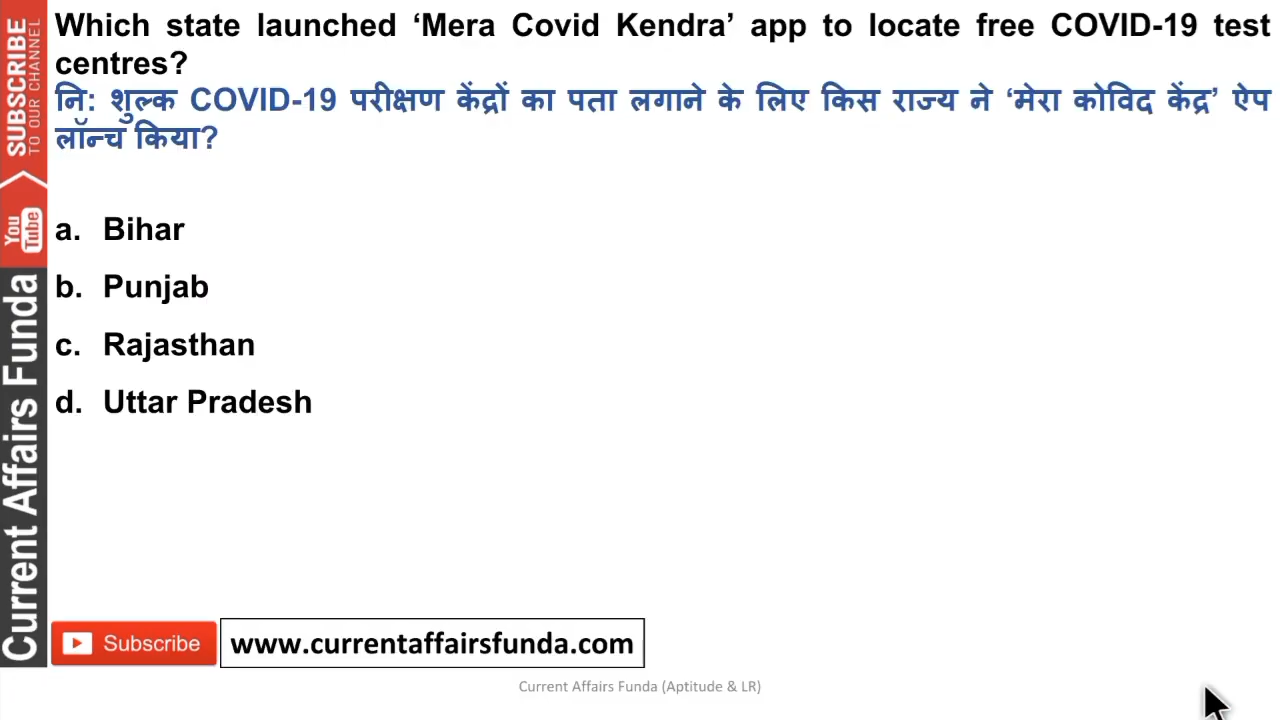 Which state launched ‘Mera Covid Kendra’ app to locate free COVID-19 test
centres?
नि: शुल्क COVID-19 परीक्षण केंद्रों का पता लगाने के लिए किस राज्य ने ‘मेरा कोविद केंद्र’ ऐप
लॉन्च किया?
a. Bihar
b. Punjab
c. Rajasthan
d. Uttar Pradesh
SUBSCRIBE
TO OUR CHANNEL
You
Tube
Current Affairs Funda
Subscribe
www.currentaffairsfunda.com
Current Affairs Funda (Aptitude & LR)